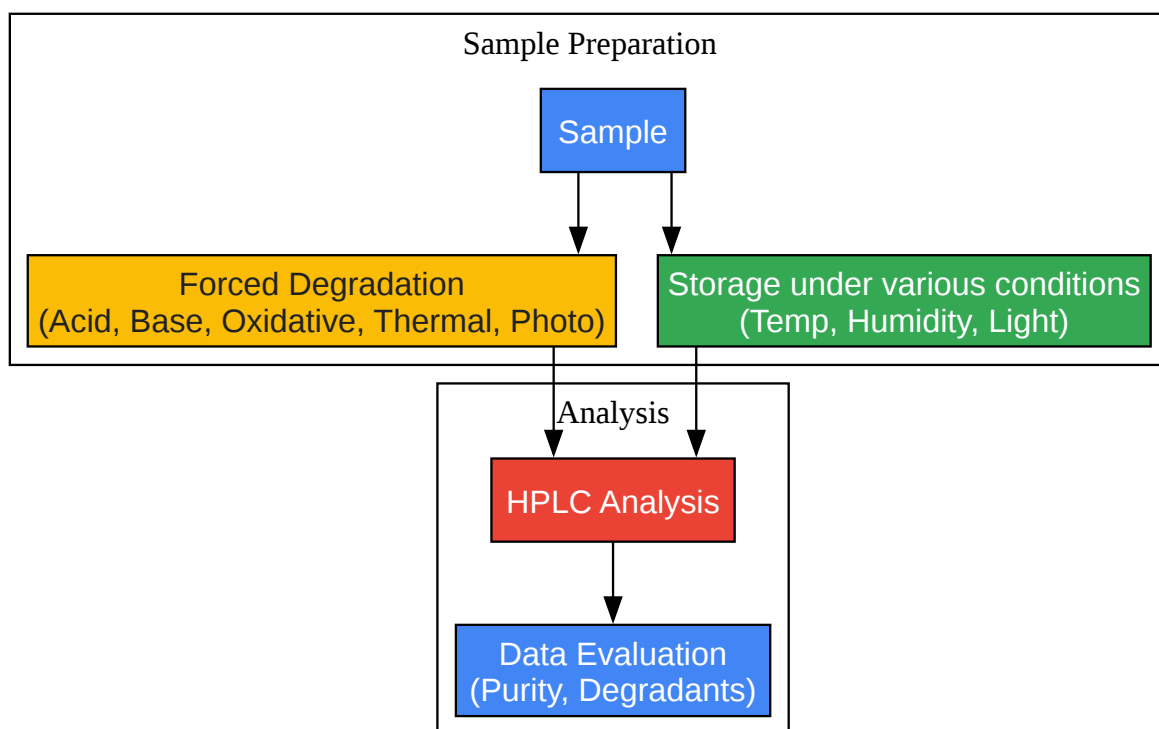 Sample Preparation
Sample
Forced Degradation
(Acid, Base, Oxidative, Thermal, Photo)
Storage under various conditions
(Temp, Humidity, Light)
Analysis
HPLC Analysis
Data Evaluation
(Purity, Degradants)